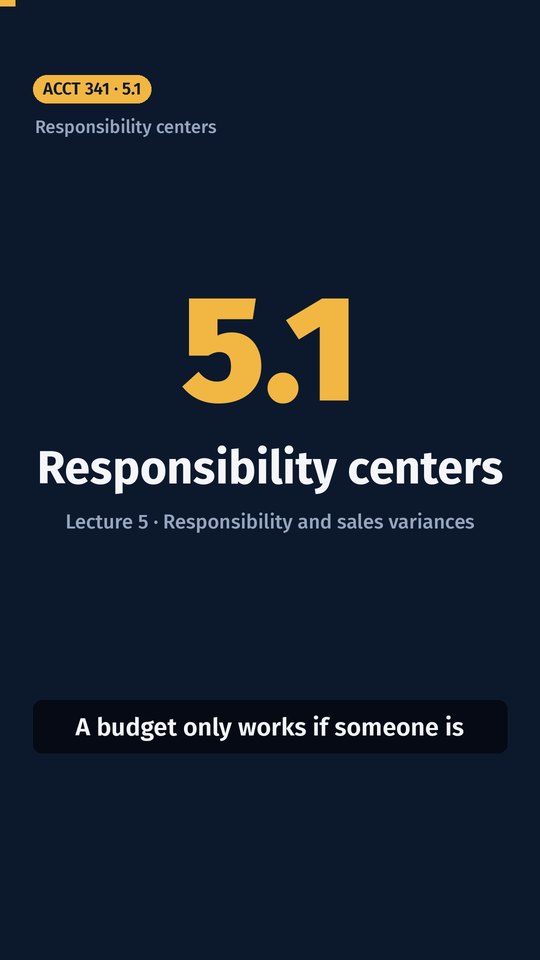 ACCT 341 · 5.1
Responsibility centers
5.1
Responsibility centers
Lecture 5 · Responsibility and sales variances
A budget only works if someone is